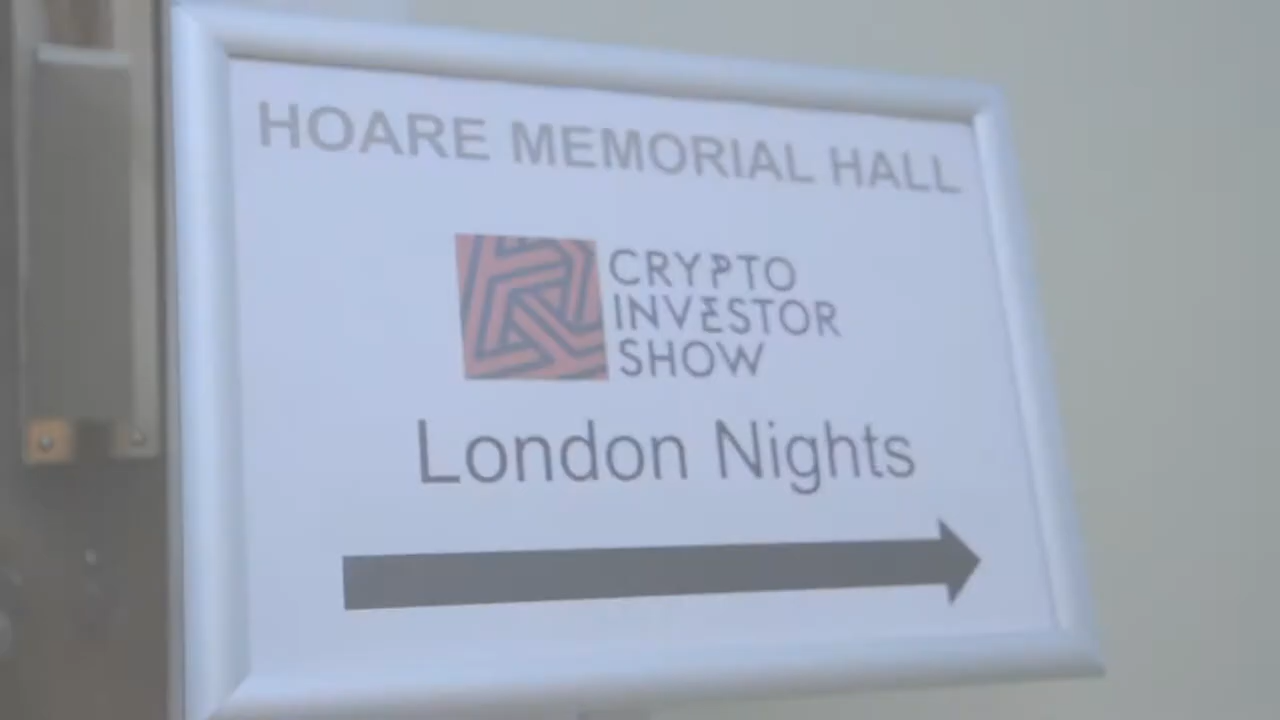 HOARE MEMORIAL HALL
CRYPTO
INVESTOR
SHOW
London Nights